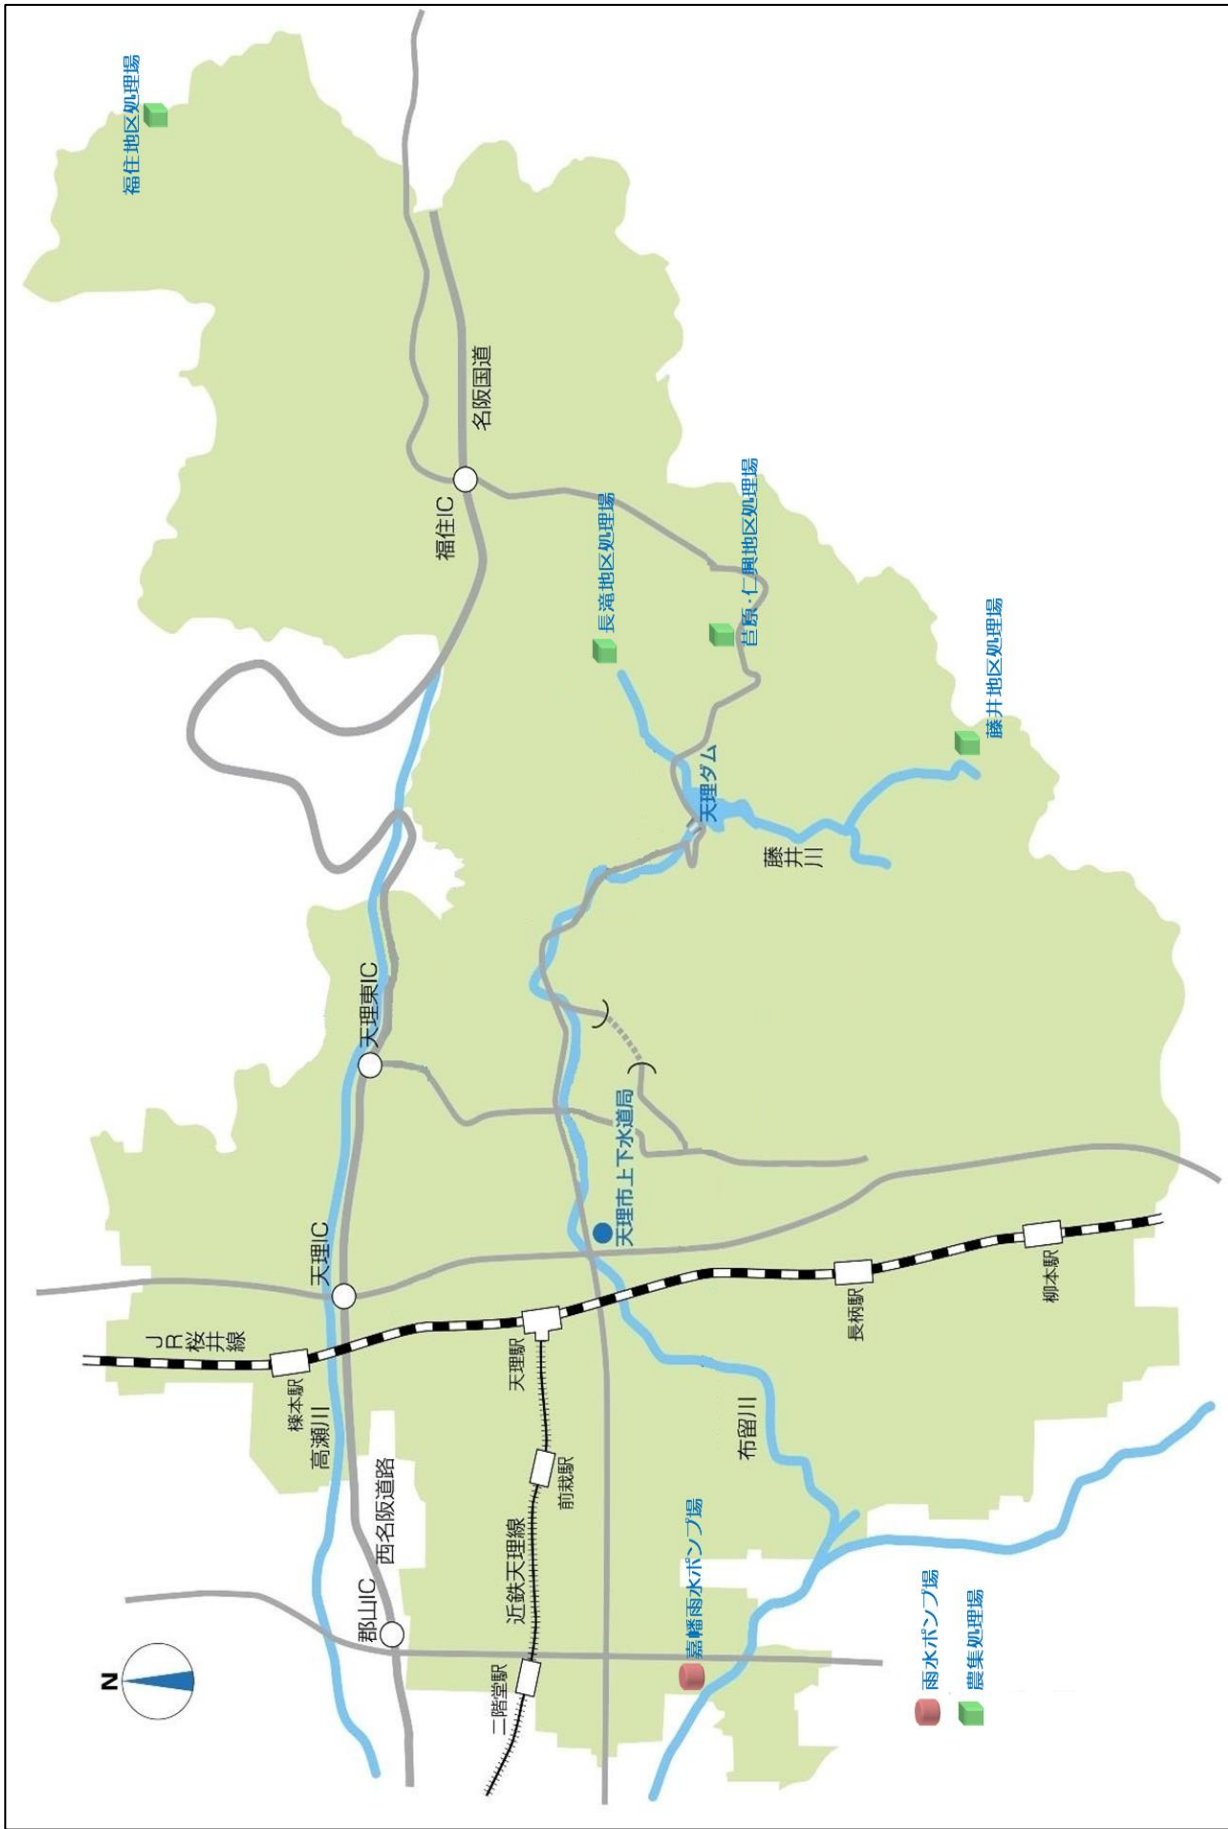 福住地区処理場
名阪国道
福住IC
長滝地区処理場
苣原・仁興地区処理場
藤井地区処理場
天理ダム
藤井川
天理東IC
天理市上下水道局
天理IC
JR桜井線
櫟本駅
高瀬川
天理駅
長柄駅
柳本駅
布留川
前栽駅
西名阪道路
近鉄天理線
郡山IC
二階堂駅
嘉幡雨水ポンプ場
N
雨水ポンプ場
農集処理場